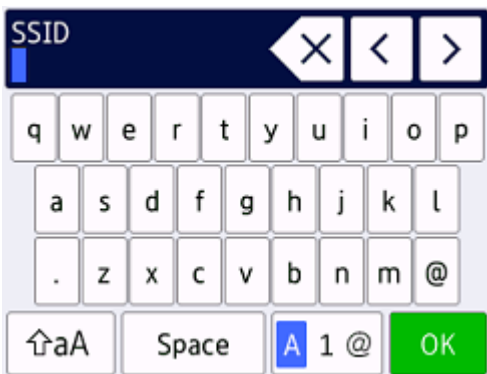 SSID
q w e r t y u i o p
a s d f g h j k l
. z x c v b n m @
⇧aA Space A 1 @ OK